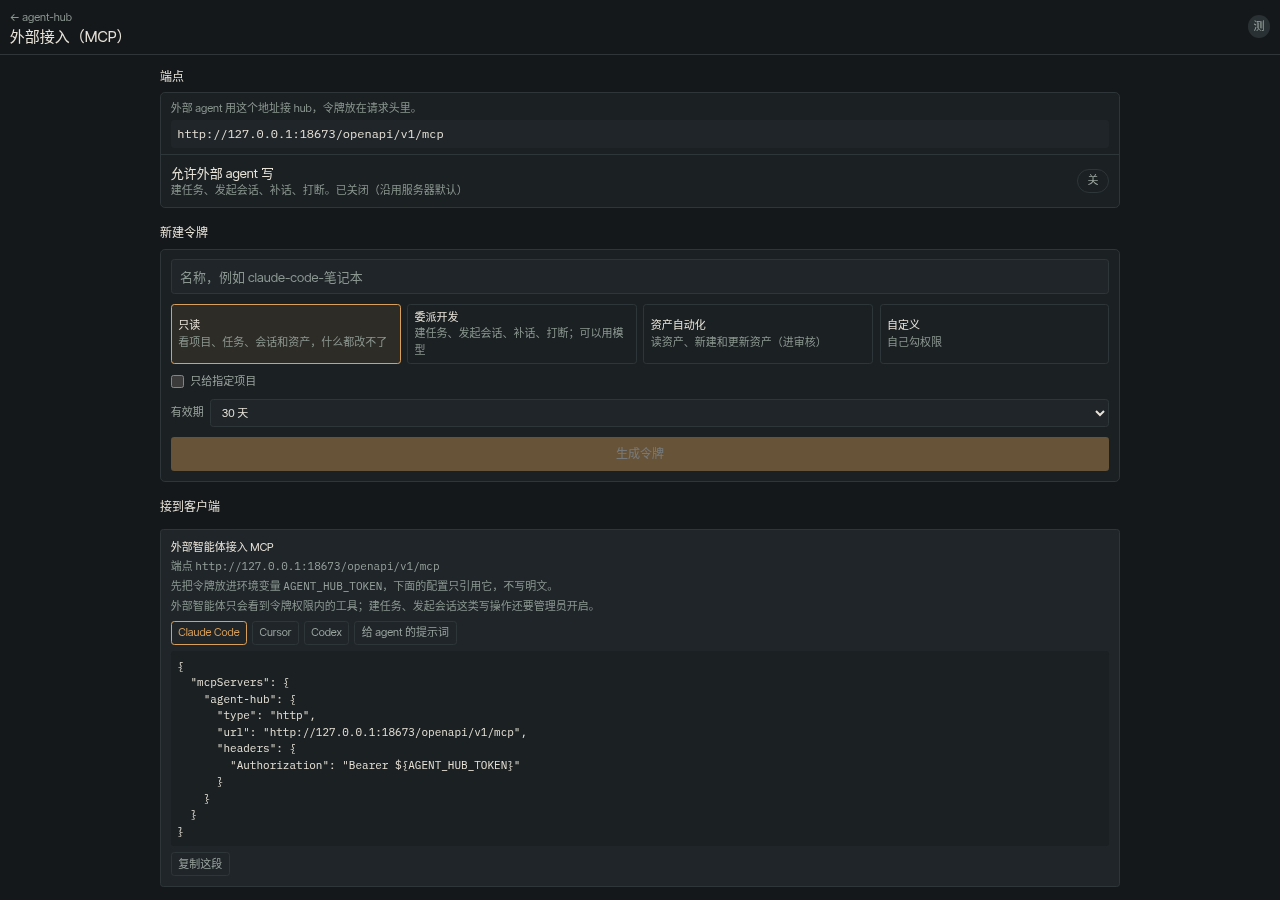 ← agent-hub
外部接入（MCP）
测
端点
外部 agent 用这个地址接 hub，令牌放在请求头里。
http://127.0.0.1:18673/openapi/v1/mcp
允许外部 agent 写
建任务、发起会话、补话、打断。已关闭（沿用服务器默认）
关
新建令牌
名称，例如 claude-code-笔记本
只读
看项目、任务、会话和资产，什么都改不了
委派开发
建任务、发起会话、补话、打断；可以用模
型
资产自动化
读资产、新建和更新资产（进审核）
自定义
自己勾权限
只给指定项目
有效期
30 天
生成令牌
接到客户端
外部智能体接入 MCP
端点 http://127.0.0.1:18673/openapi/v1/mcp
先把令牌放进环境变量 AGENT_HUB_TOKEN，下面的配置只引用它，不写明文。
外部智能体只会看到令牌权限内的工具；建任务、发起会话这类写操作还要管理员开启。
Claude Code
Cursor
Codex
给 agent 的提示词
{
  "mcpServers": {
    "agent-hub": {
      "type": "http",
      "url": "http://127.0.0.1:18673/openapi/v1/mcp",
      "headers": {
        "Authorization": "Bearer ${AGENT_HUB_TOKEN}"
      }
    }
  }
}
复制这段